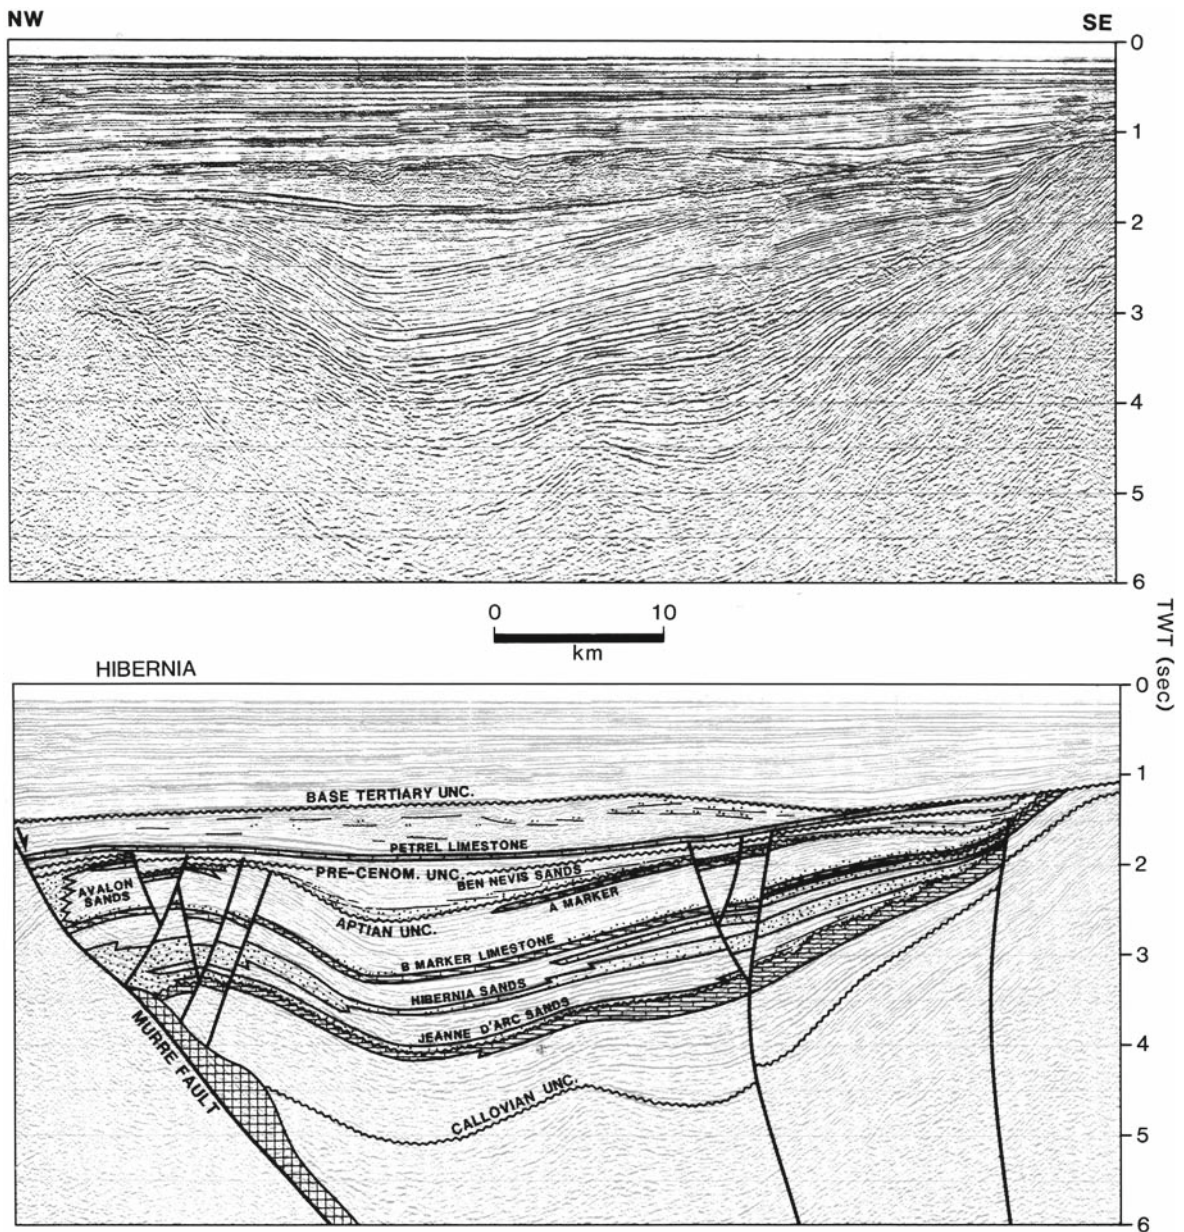 NW
SE
0
1
2
3
4
5
6
0 10
km
TWT (sec)
HIBERNIA
0
1
2
3
4
5
6
BASE TERTIARY UNC.
PETREL LIMESTONE
PRE-CENOM. UNC.
BEN NEVIS SANDS
AVALON
SANDS
A MARKER
APTIAN UNC.
B MARKER LIMESTONE
HIBERNIA SANDS
JEANNE D'ARC SANDS
MURRE FAULT
CALLOVIAN UNC.